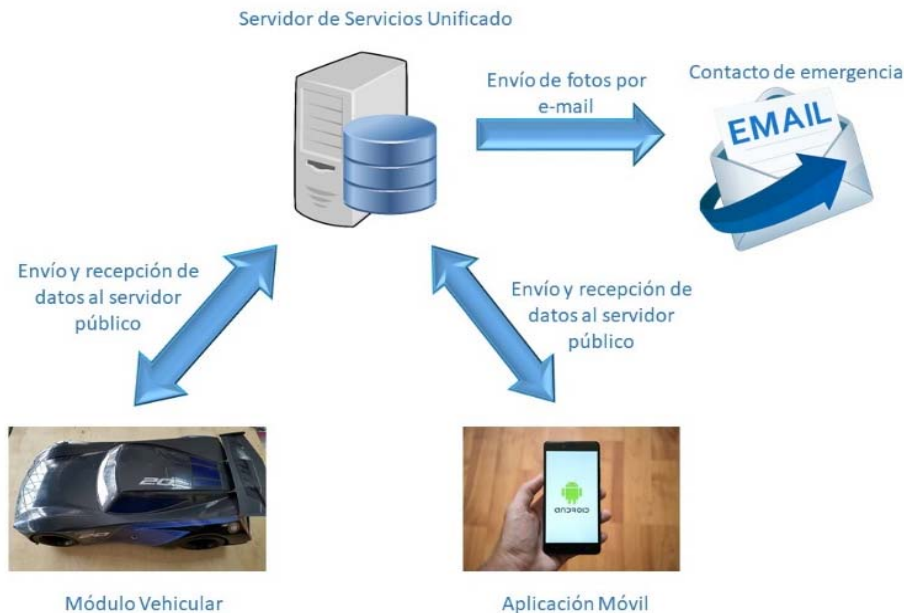 Servidor de Servicios Unificado
Envío de fotos por
e-mail
Contacto de emergencia
EMAIL
Envío y recepción de
datos al servidor
público
Envío y recepción de
datos al servidor
público
20
ANDROID
Módulo Vehicular
Aplicación Móvil